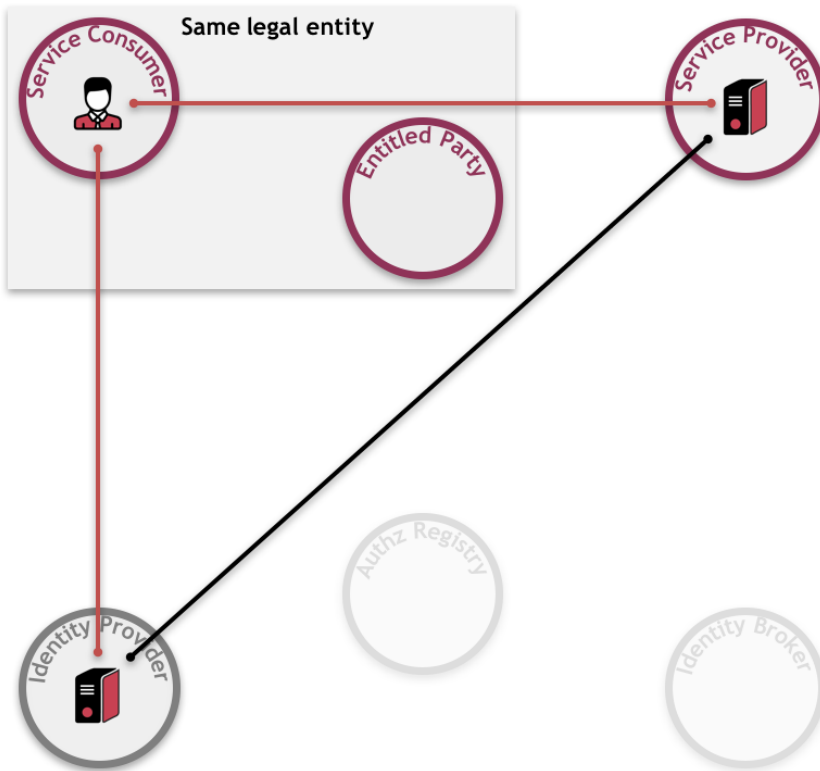 Same legal entity
Service Consumer
Service Provider
Entitled Party
Authz Registry
Identity Provider
Identity Broker